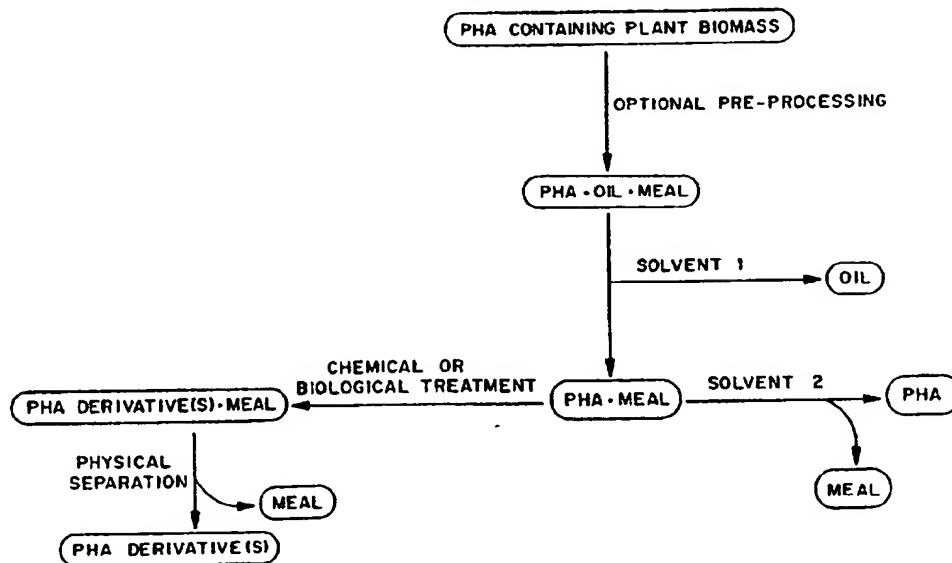 PHA CONTAINING PLANT BIOMASS
OPTIONAL PRE-PROCESSING
PHA • OIL • MEAL
SOLVENT 1
OIL
CHEMICAL OR
BIOLOGICAL TREATMENT
PHA DERIVATIVE(S) • MEAL
PHA • MEAL
SOLVENT 2
PHA
PHYSICAL
SEPARATION
MEAL
MEAL
PHA DERIVATIVE(S)